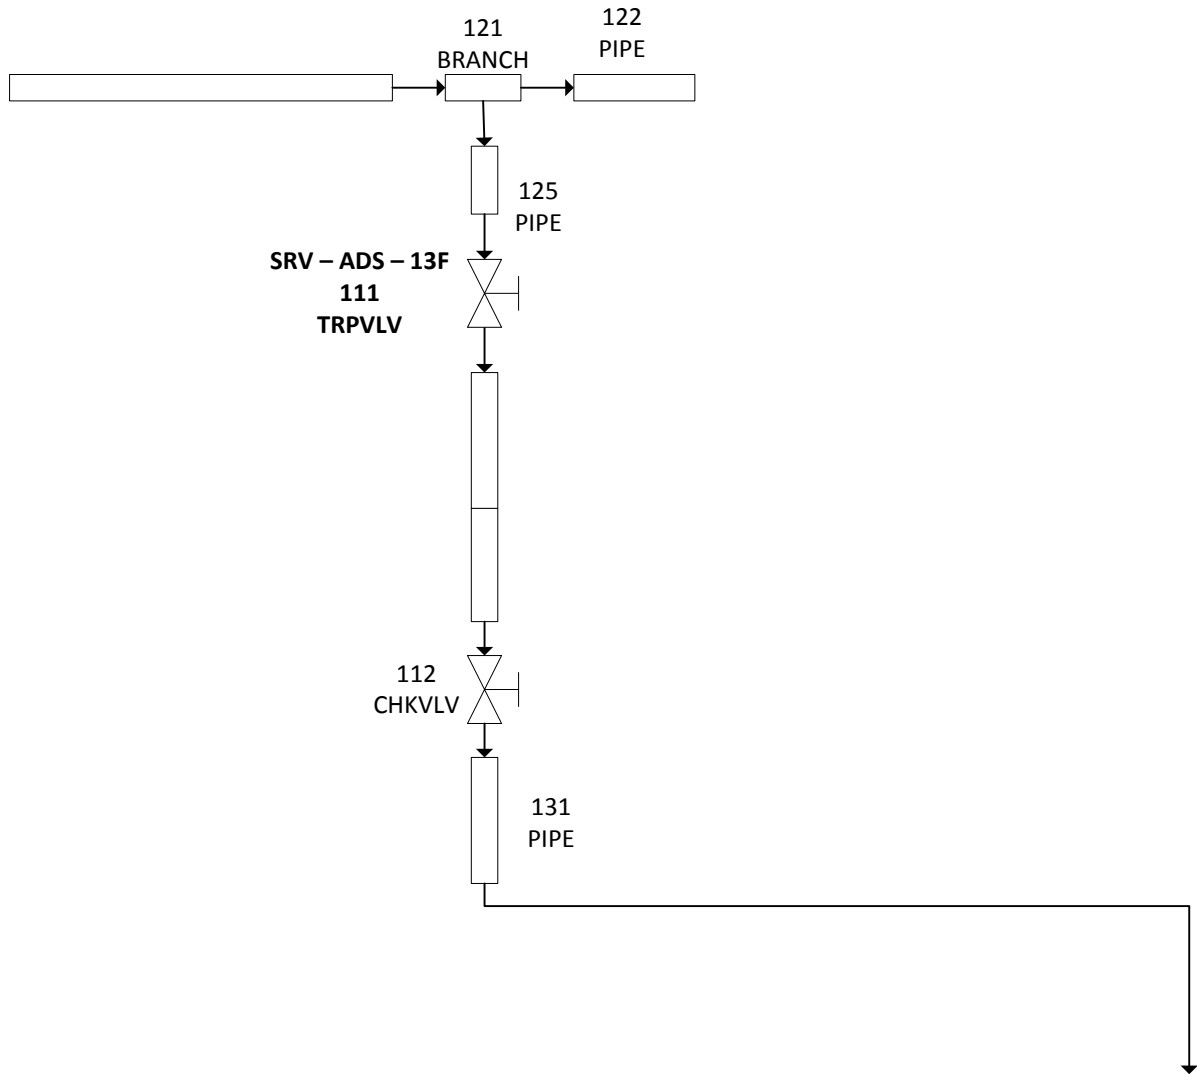 121
BRANCH
122
PIPE
125
PIPE
SRV – ADS – 13F
111
TRPVLV
112
CHKVLV
131
PIPE